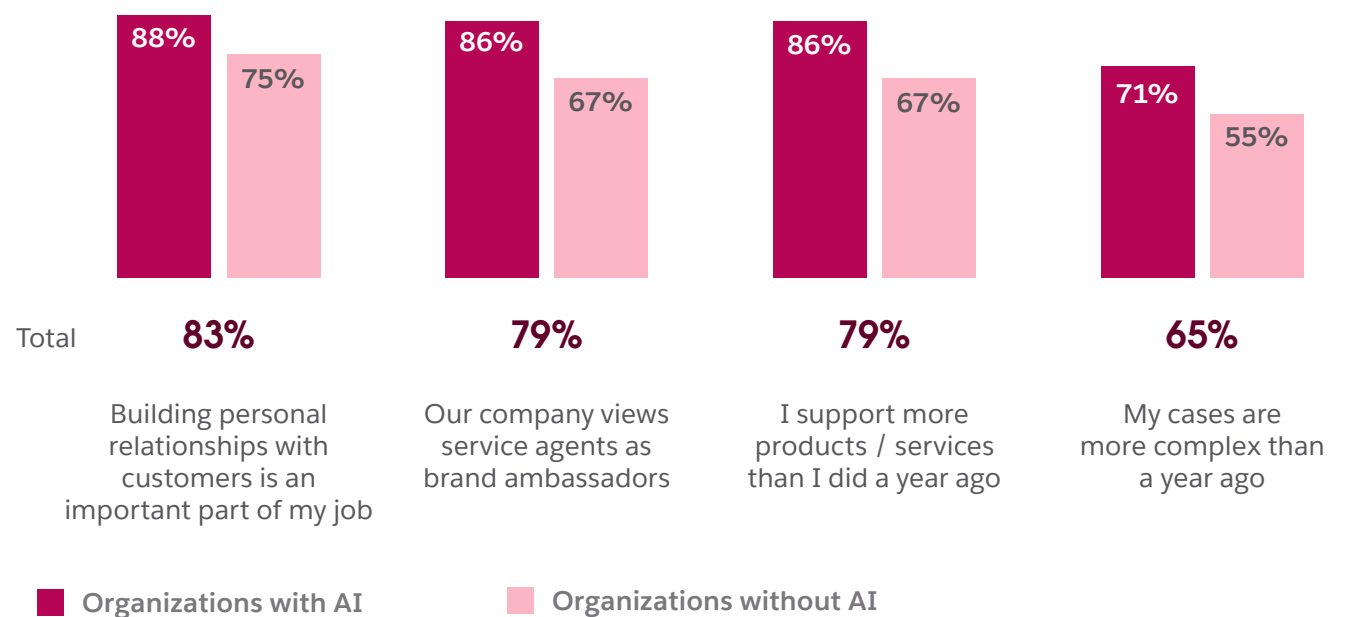 88%
75%
86%
67%
86%
67%
71%
55%
Total
83%
79%
79%
65%
Building personal
relationships with
customers is an
important part of my job
Our company views
service agents as
brand ambassadors
I support more
products / services
than I did a year ago
My cases are
more complex than
a year ago
Organizations with AI
Organizations without AI